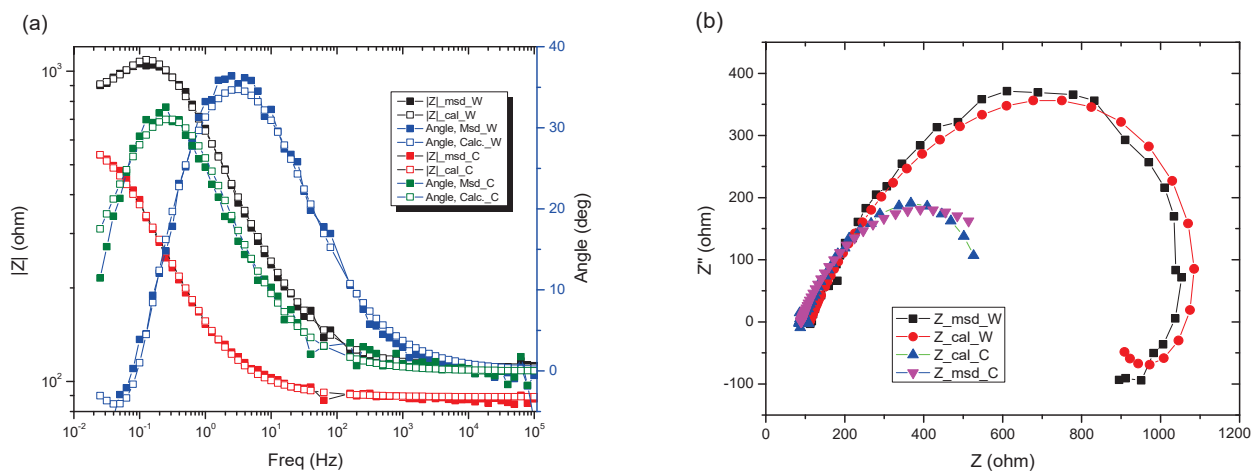 (a)
10³
10²
|Z| (ohm)
10⁻² 10⁻¹ 10⁰ 10¹ 10² 10³ 10⁴ 10⁵
Freq (Hz)
40
30
20
10
0
Angle (deg)
|Z|_msd_W
|Z|_cal_W
Angle, Msd_W
Angle, Calc._W
|Z|_msd_C
|Z|_cal_C
Angle, Msd_C
Angle, Calc._C
(b)
400
300
200
100
0
-100
Z" (ohm)
0 200 400 600 800 1000 1200
Z (ohm)
Z_msd_W
Z_cal_W
Z_cal_C
Z_msd_C